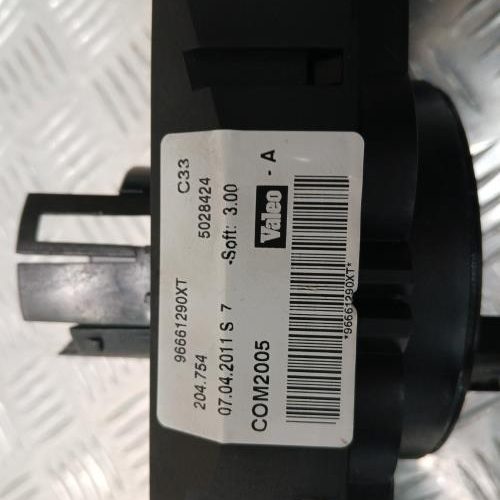 96661290XT C33
204.754 5028424
07.04.2011 S 7 -Soft: 3.00
COM2005 Valeo - A
*96661290XT*